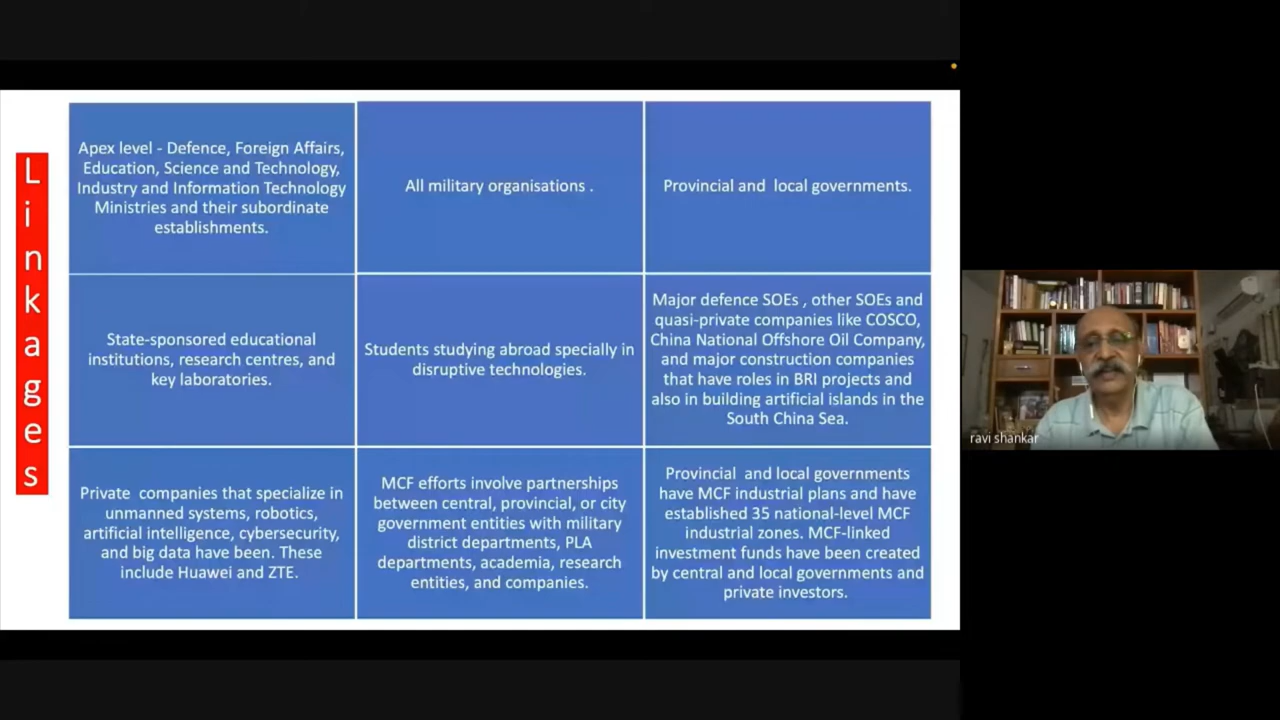 Linkages
Apex level - Defence, Foreign Affairs,
Education, Science and Technology,
Industry and Information Technology
Ministries and their subordinate
establishments.
All military organisations .
Provincial and local governments.
State-sponsored educational
institutions, research centres, and
key laboratories.
Students studying abroad specially in
disruptive technologies.
Major defence SOEs , other SOEs and
quasi-private companies like COSCO,
China National Offshore Oil Company,
and major construction companies
that have roles in BRI projects and
also in building artificial islands in the
South China Sea.
Private companies that specialize in
unmanned systems, robotics,
artificial intelligence, cybersecurity,
and big data have been. These
include Huawei and ZTE.
MCF efforts involve partnerships
between central, provincial, or city
government entities with military
district departments, PLA
departments, academia, research
entities, and companies.
Provincial and local governments
have MCF industrial plans and have
established 35 national-level MCF
industrial zones. MCF-linked
investment funds have been created
by central and local governments and
private investors.
ravi shankar